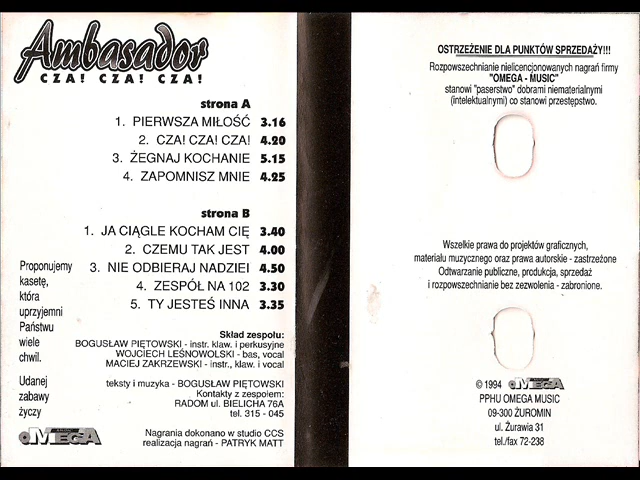 Ambasador
CZA! CZA! CZA!
strona A
1. PIERWSZA MIŁOŚĆ 3.16
2. CZA! CZA! CZA! 4.20
3. ŻEGNAJ KOCHANIE 5.15
4. ZAPOMNISZ MNIE 4.25
strona B
1. JA CIĄGLE KOCHAM CIĘ 3.40
2. CZEMU TAK JEST 4.00
3. NIE ODBIERAJ NADZIEI 4.50
4. ZESPÓŁ NA 102 3.30
5. TY JESTEŚ INNA 3.35
Proponujemy
kasetę,
która
uprzyjemni
Państwu
wiele
chwil.
Udanej
zabawy
życzy
OMEGA
Skład zespołu:
BOGUSŁAW PIĘTOWSKI - instr. klaw. i perkusyjne
WOJCIECH LEŚNOWOLSKI - bas, vocal
MACIEJ ZAKRZEWSKI - instr., klaw. i vocal
teksty i muzyka - BOGUSŁAW PIĘTOWSKI
Kontakty z zespołem:
RADOM ul. BIELICHA 76A
tel. 315 - 045
Nagrania dokonano w studio CCS
realizacja nagrań - PATRYK MATT
OSTRZEŻENIE DLA PUNKTÓW SPRZEDAŻY!!!
Rozpowszechnianie nielicencjonowanych nagrań firmy
"OMEGA - MUSIC"
stanowi "paserstwo" dobrami niematerialnymi
(intelektualnymi) co stanowi przestępstwo.
Wszelkie prawa do projektów graficznych,
materiału muzycznego oraz prawa autorskie - zastrzeżone
Odtwarzanie publiczne, produkcja, sprzedaż
i rozpowszechnianie bez zezwolenia - zabronione.
© 1994 OMEGA
PPHU OMEGA MUSIC
09-300 ŻUROMIN
ul. Żurawia 31
tel./fax 72-238